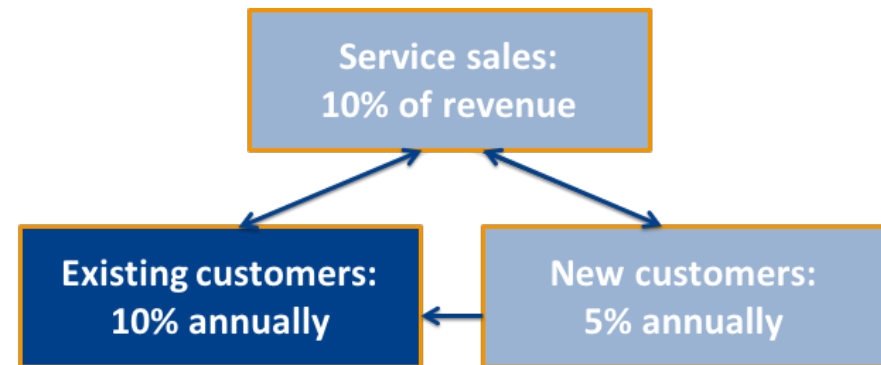 Service sales:
10% of revenue
Existing customers:
10% annually
New customers:
5% annually